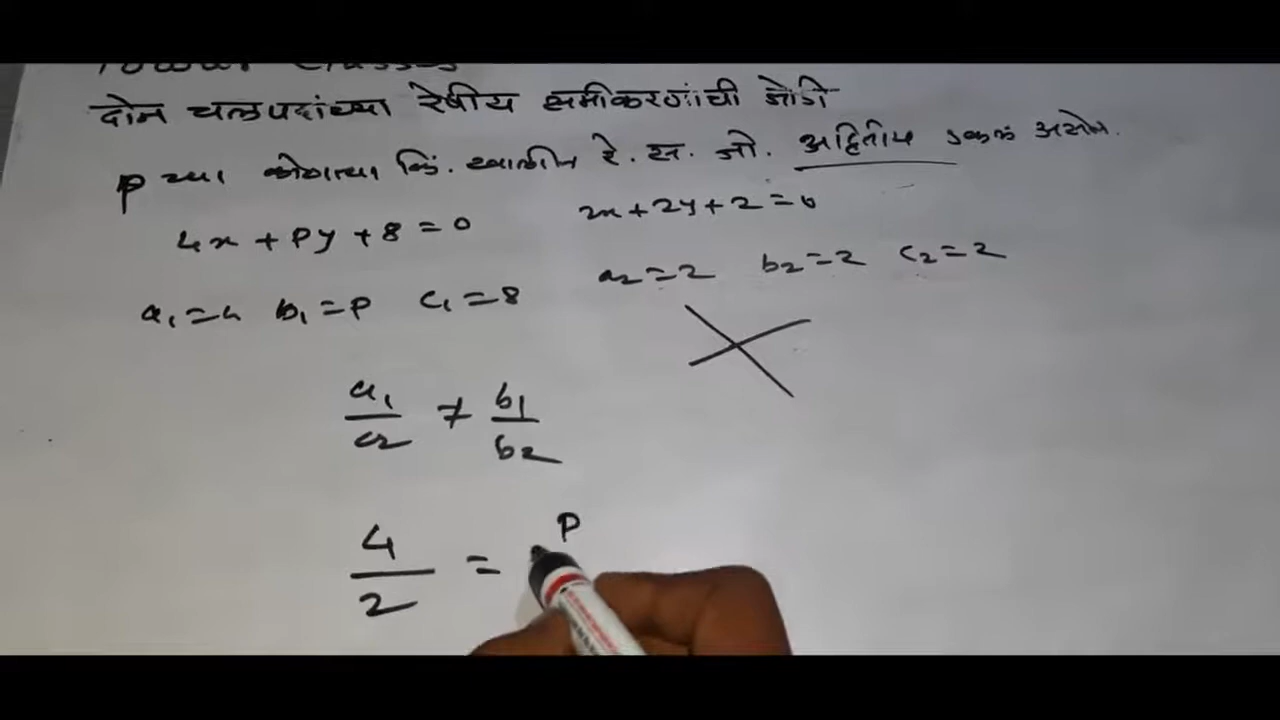 दोन चलपदांच्या रेषीय समीकरणांची जोडी
p च्या कोणत्या किं. खालील रे. स. जो. अद्वितीय उकल असेल.
4x + Py + 8 = 0 2x + 2y + 2 = 0
a₁ = 4 b₁ = P c₁ = 8 a₂ = 2 b₂ = 2 c₂ = 2
a₁/a₂ ≠ b₁/b₂
4/2 = P